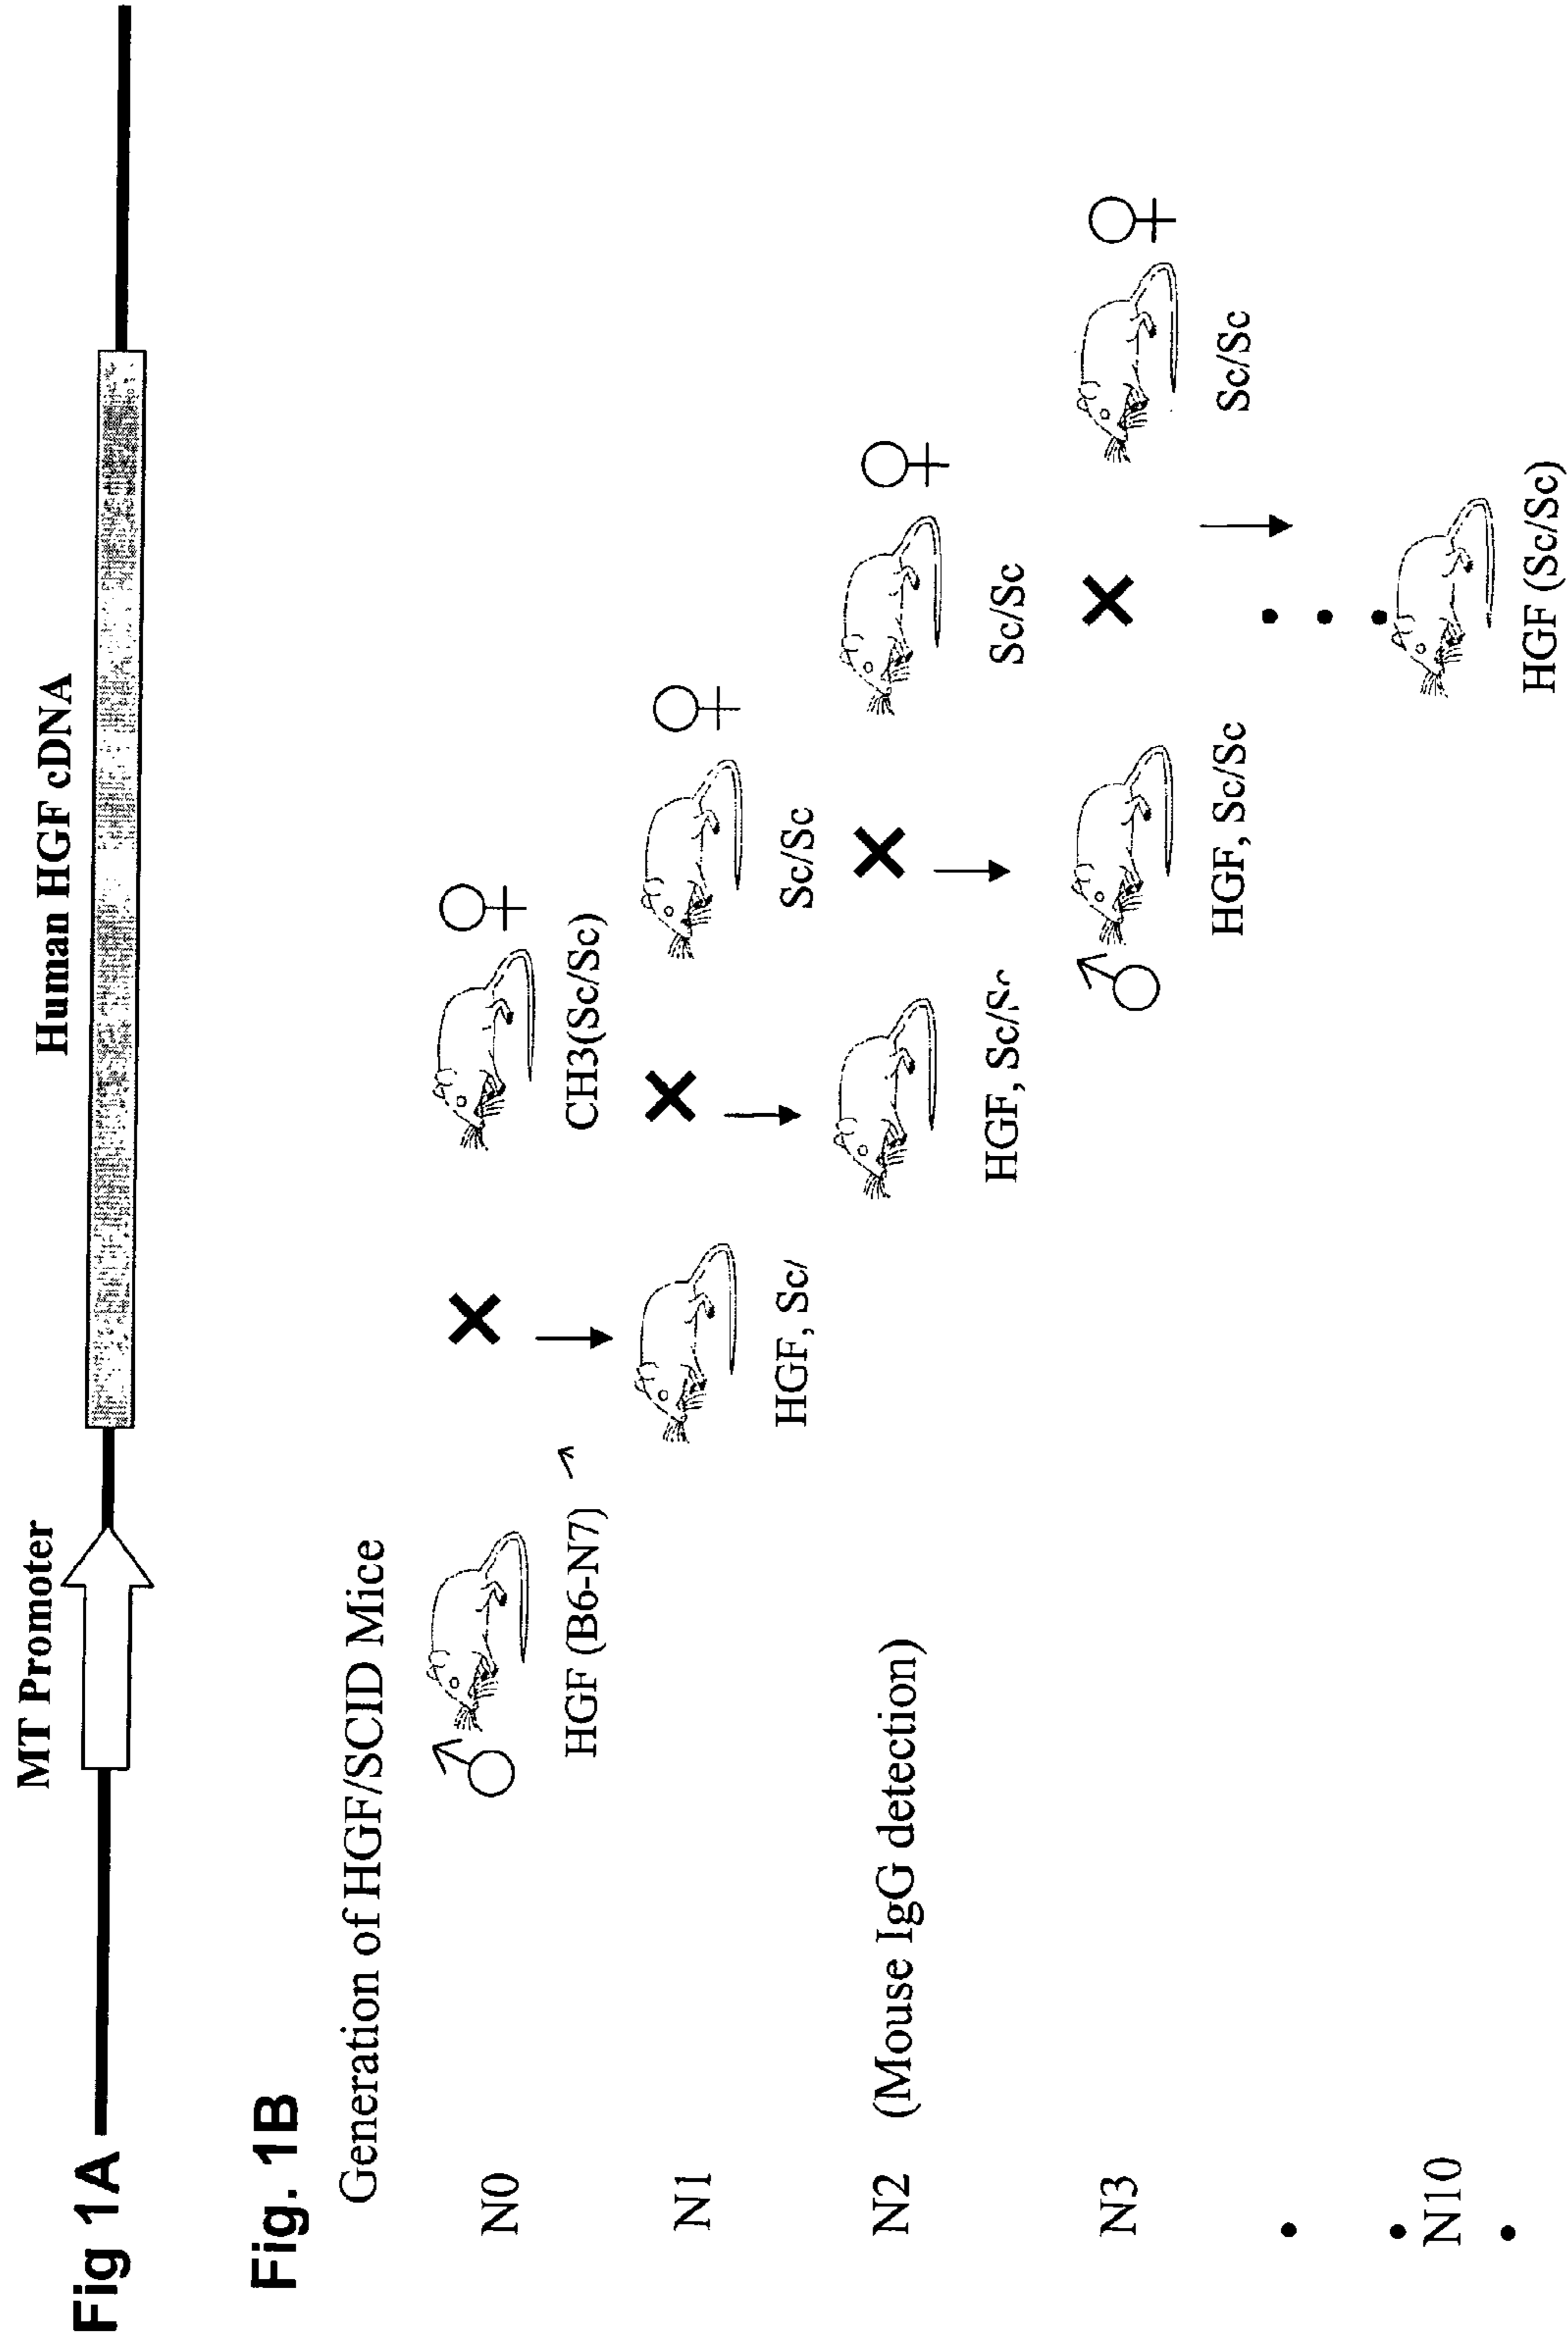 Fig 1A
MT Promoter
Human HGF cDNA
Fig. 1B
Generation of HGF/SCID Mice
N0
HGF (B6-N7)
CH3(Sc/Sc)
N1
HGF, Sc/
Sc/Sc
N2 (Mouse IgG detection)
HGF, Sc/Sc
Sc/Sc
N3
HGF, Sc/Sc
Sc/Sc
N10
HGF (Sc/Sc)